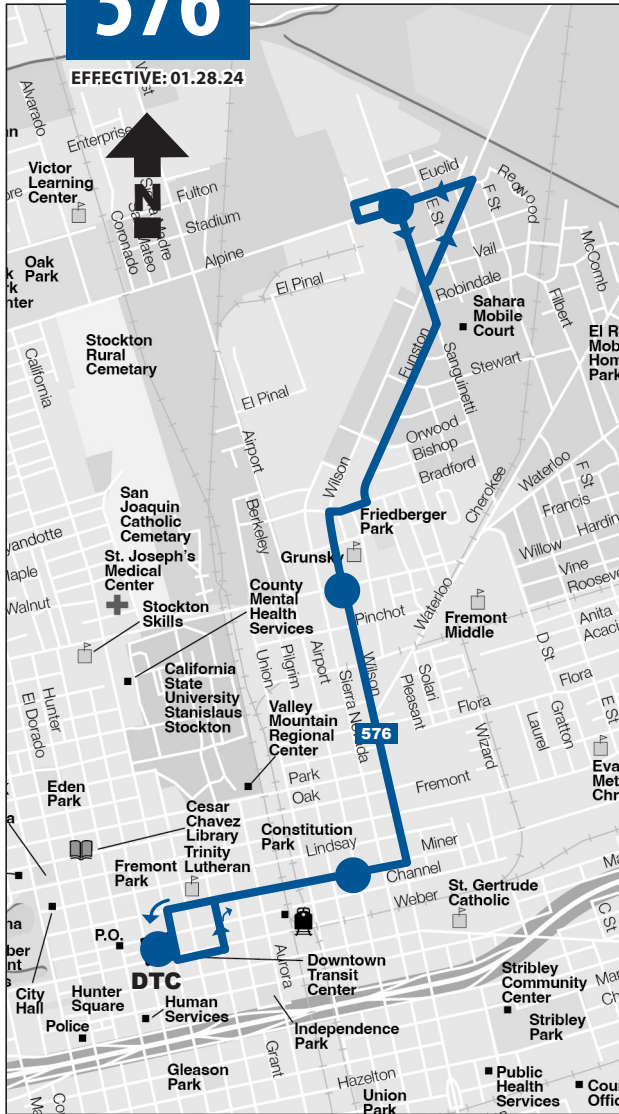 576
EFFECTIVE: 01.28.24
West
Alvarado
Enterprise
N
Victor
Learning
Center
Fulton
Stadium
Sierra Madre
San Mateo
Coronado
Alpine
Oak
Park
Euclid
Redwood
E St
F St
Vail
Robindale
McComb
Filbert
El Pinal
Sahara
Mobile
Court
Stockton
Rural
Cemetary
California
Funston
Sanguinetti
Stewart
El Pinal
Airport
Orwood
Bishop
Bradford
Wilson
Cherokee
Waterloo
F St
Francis
San
Joaquin
Catholic
Cemetary
Berkeley
Friedberger
Park
Willow
Vine
St. Joseph's
Medical
Center
Grunsky
Walnut
Stockton
Skills
County
Mental
Health
Services
Pinchot
Waterloo
Fremont
Middle
Anita
D St
California
State
University
Stanislaus
Stockton
Union
Pilgrim
Airport
Sierra Nevada
Wilson
Solari
Pleasant
Flora
Flora
Hunter
El Dorado
Valley
Mountain
Regional
Center
576
Wizard
Laurel
Gratton
E St
Park
Oak
Fremont
Eden
Park
Cesar
Chavez
Library
Constitution
Park
Lindsay
Miner
Trinity
Lutheran
Fremont
Park
Channel
Weber
St. Gertrude
Catholic
C St
P.O.
DTC
Aurora
Downtown
Transit
Center
Stribley
Community
Center
City
Hall
Hunter
Square
Human
Services
Police
Independence
Park
Stribley
Park
Grant
Gleason
Park
Hazelton
Union
Park
Public
Health
Services